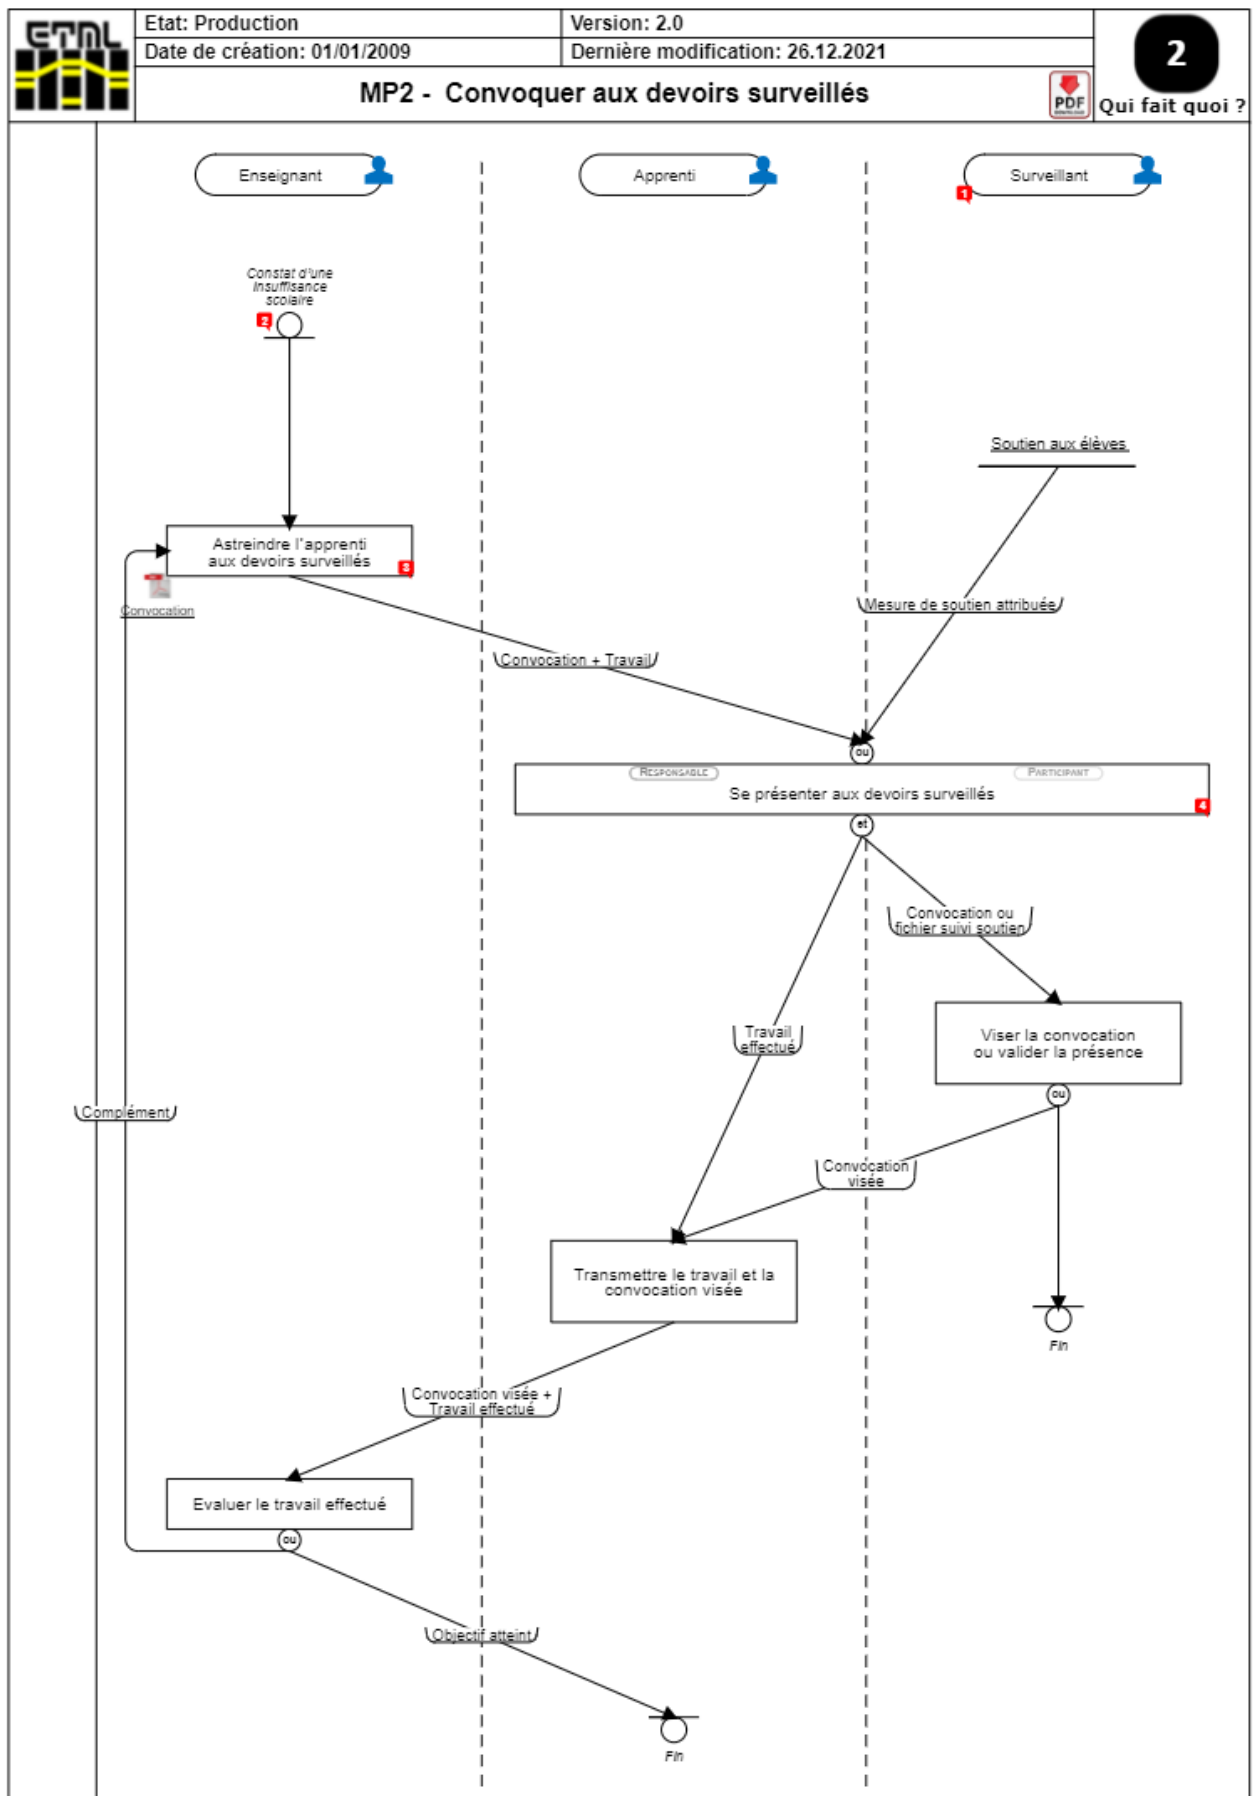 ETML
Etat: Production
Version: 2.0
Date de création: 01/01/2009
Dernière modification: 26.12.2021
2
MP2 - Convoquer aux devoirs surveillés
PDF
Qui fait quoi ?
Enseignant
Apprenti
Surveillant
1
Constat d'une
insuffisance
scolaire
2
Soutien aux élèves
Astreindre l'apprenti
aux devoirs surveillés
3
Convocation
Mesure de soutien attribuée
Convocation + Travail
ou
RESPONSABLE
PARTICIPANT
Se présenter aux devoirs surveillés
4
et
Convocation ou
fichier suivi soutien
Travail
effectué
Viser la convocation
ou valider la présence
ou
Complément
Convocation
visée
Transmettre le travail et la
convocation visée
Fin
Convocation visée +
Travail effectué
Evaluer le travail effectué
ou
Objectif atteint
Fin